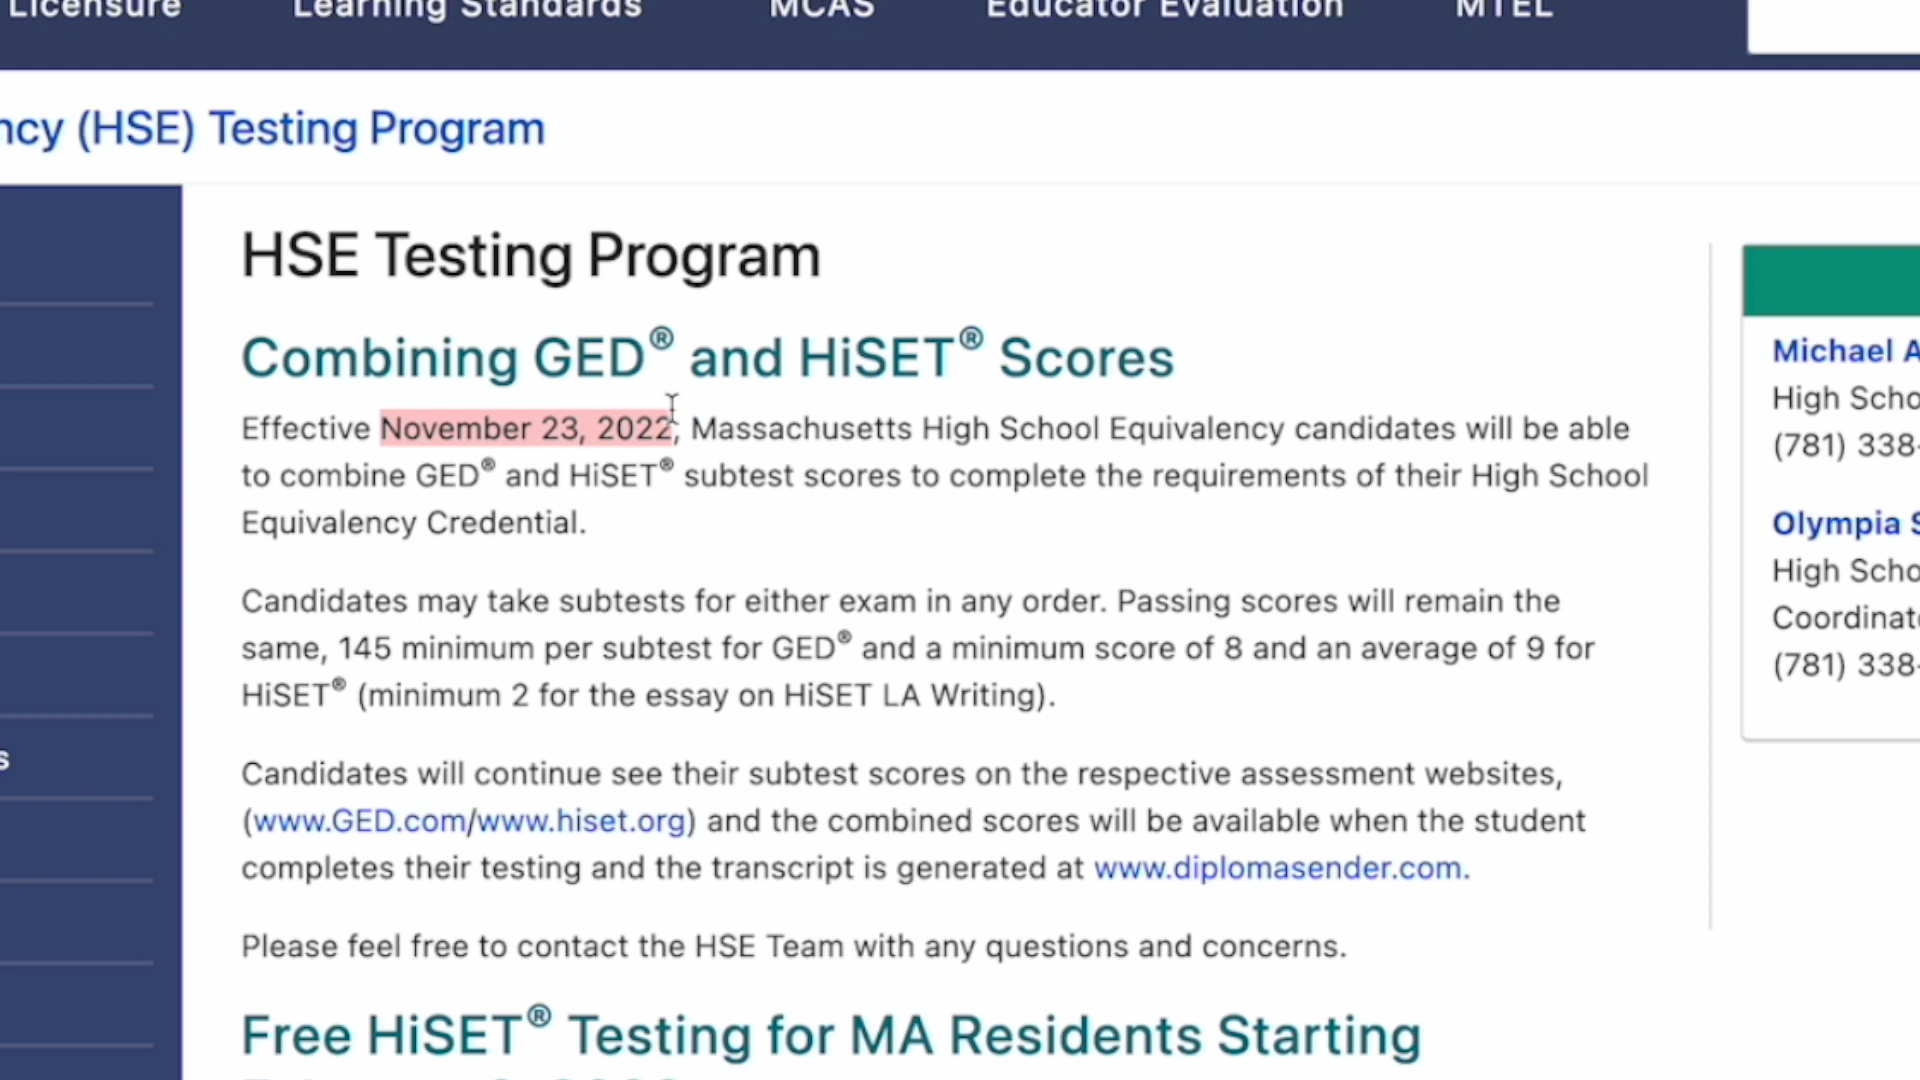 Licensure Learning Standards MCAS Educator Evaluation MTEL
ncy (HSE) Testing Program
HSE Testing Program
Combining GED® and HiSET® Scores
Effective November 23, 2022, Massachusetts High School Equivalency candidates will be able
to combine GED® and HiSET® subtest scores to complete the requirements of their High School
Equivalency Credential.
Candidates may take subtests for either exam in any order. Passing scores will remain the
same, 145 minimum per subtest for GED® and a minimum score of 8 and an average of 9 for
HiSET® (minimum 2 for the essay on HiSET LA Writing).
Candidates will continue see their subtest scores on the respective assessment websites,
(www.GED.com/www.hiset.org) and the combined scores will be available when the student
completes their testing and the transcript is generated at www.diplomasender.com.
Please feel free to contact the HSE Team with any questions and concerns.
Free HiSET® Testing for MA Residents Starting
s
Michael A
High Scho
(781) 338-
Olympia S
High Scho
Coordinato
(781) 338-